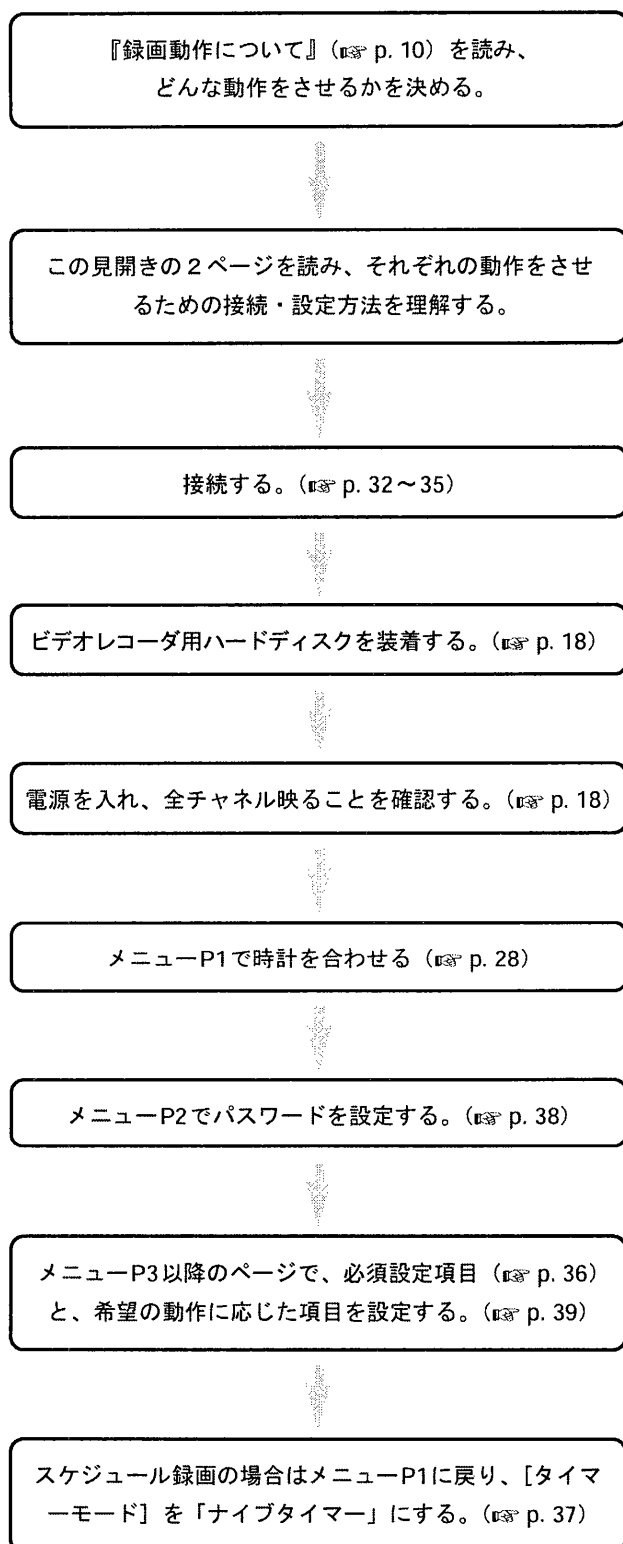 『録画動作について』（☞ p. 10）を読み、
どんな動作をさせるかを決める。
この見開きの2ページを読み、それぞれの動作をさせ
るための接続・設定方法を理解する。
接続する。（☞ p. 32～35）
ビデオレコーダ用ハードディスクを装着する。（☞ p. 18）
電源を入れ、全チャネル映ることを確認する。（☞ p. 18）
メニューP1で時計を合わせる（☞ p. 28）
メニューP2でパスワードを設定する。（☞ p. 38）
メニューP3以降のページで、必須設定項目（☞ p. 36）
と、希望の動作に応じた項目を設定する。（☞ p. 39）
スケジュール録画の場合はメニューP1に戻り、［タイマ
ーモード］を「ナイブタイマー」にする。（☞ p. 37）